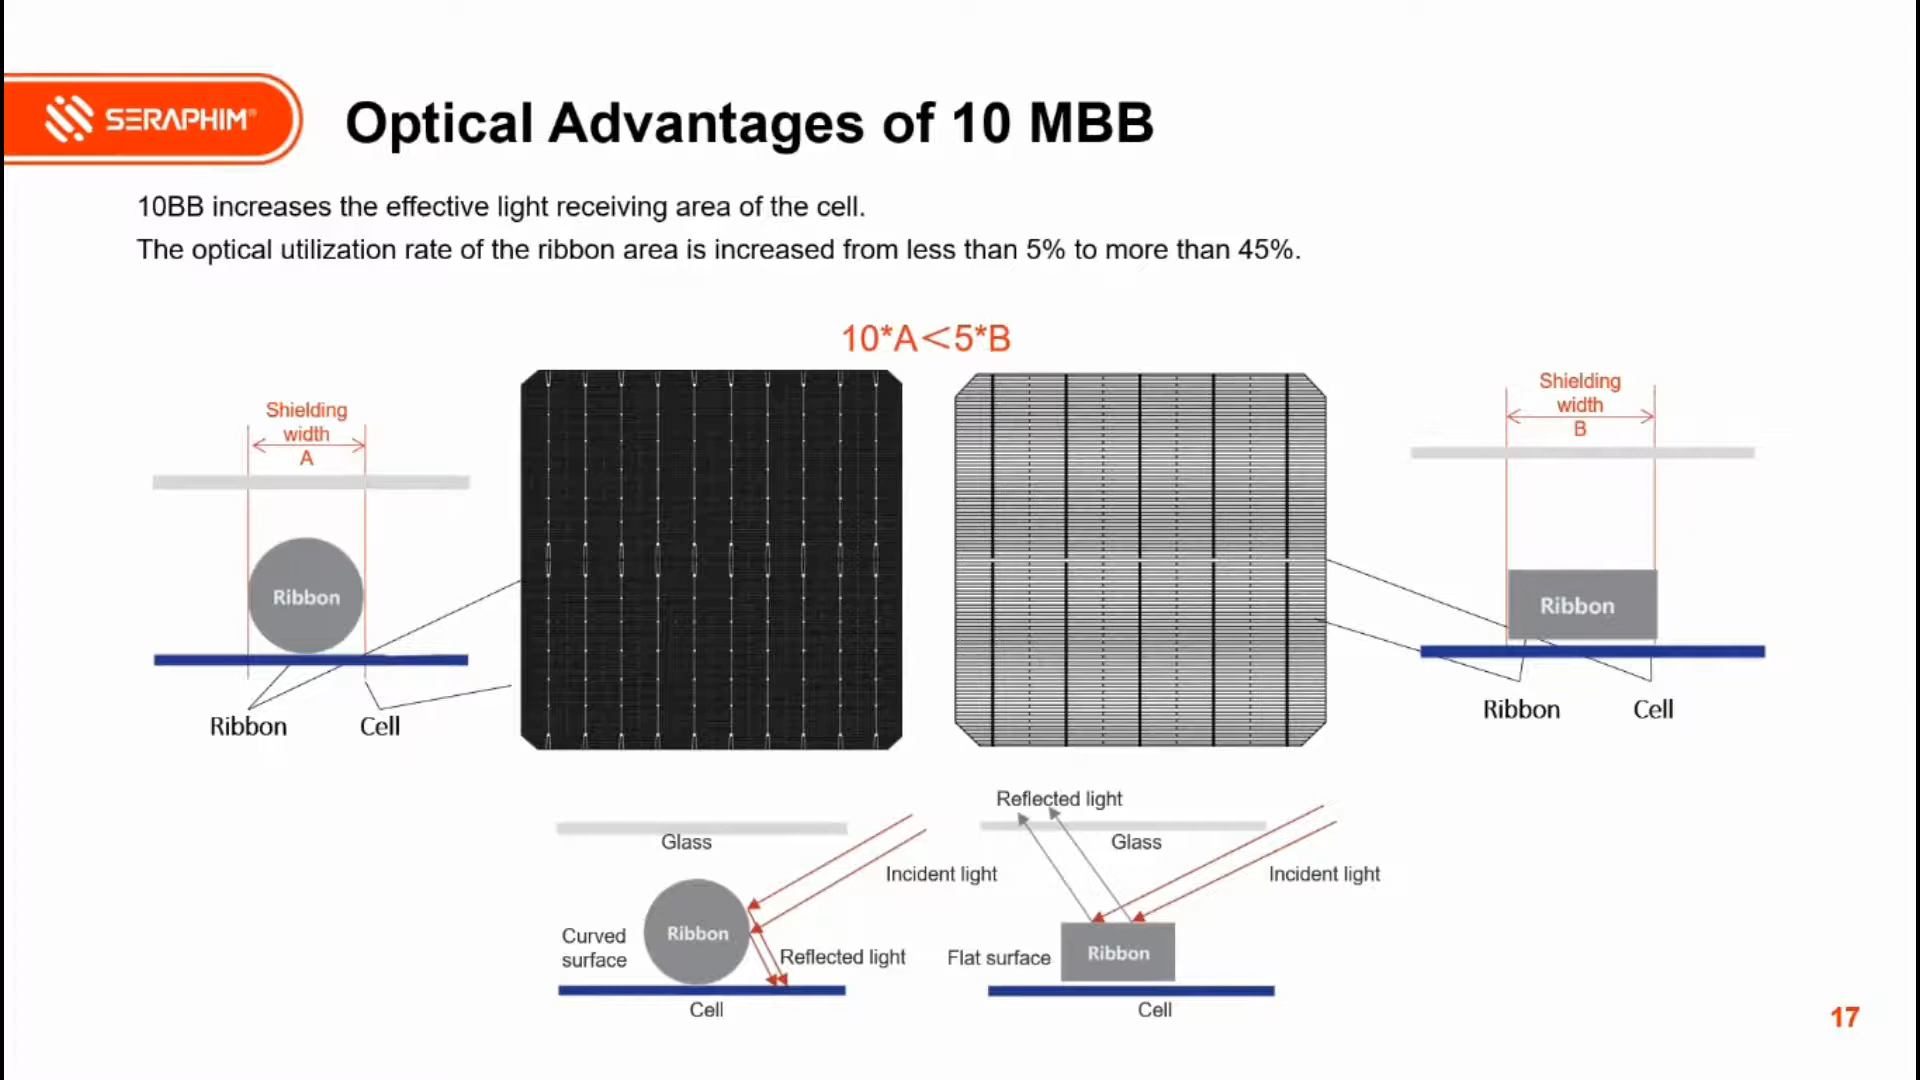 SERAPHIM®
Optical Advantages of 10 MBB
10BB increases the effective light receiving area of the cell.
The optical utilization rate of the ribbon area is increased from less than 5% to more than 45%.
10*A<5*B
Shielding
width
A
Ribbon
Ribbon
Cell
Shielding
width
B
Ribbon
Ribbon
Cell
Glass
Incident light
Curved
surface
Ribbon
Reflected light
Cell
Reflected light
Glass
Incident light
Flat surface
Ribbon
Cell
17